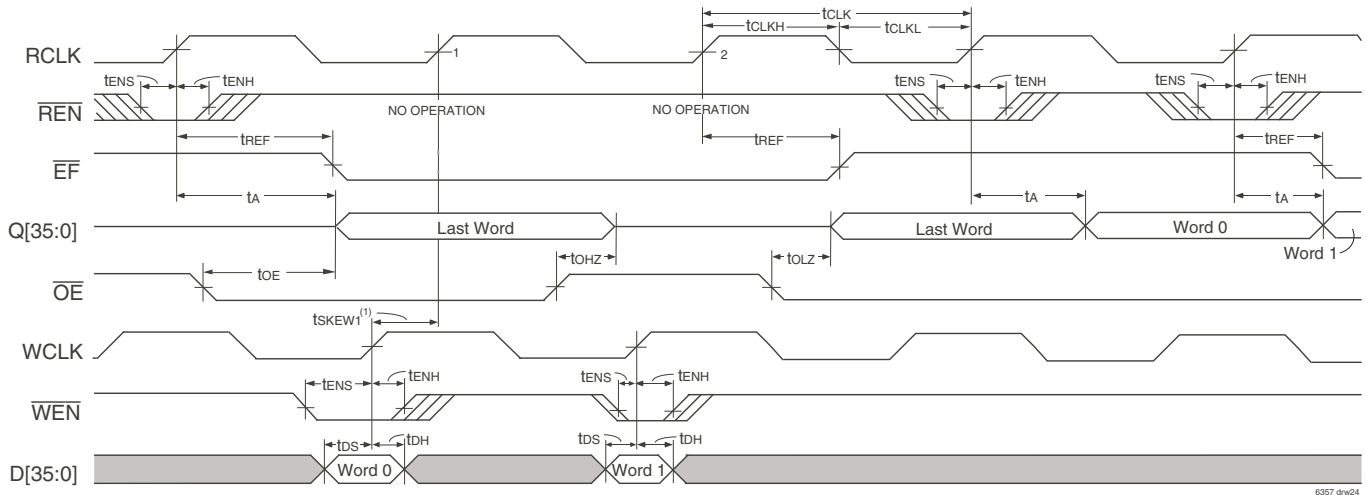 tCLK
tCLKH tCLKL
RCLK 1 2
tENS tENH tENS tENH tENS tENH
REN NO OPERATION NO OPERATION
tREF tREF tREF
EF
tA tA tA
Q[35:0] Last Word Last Word Word 0
Word 1
tOE tOHZ tOLZ
OE
tSKEW1(1)
WCLK
tENS tENH tENS tENH
WEN
tDS tDH tDS tDH
D[35:0] Word 0 Word 1
6357 drw24